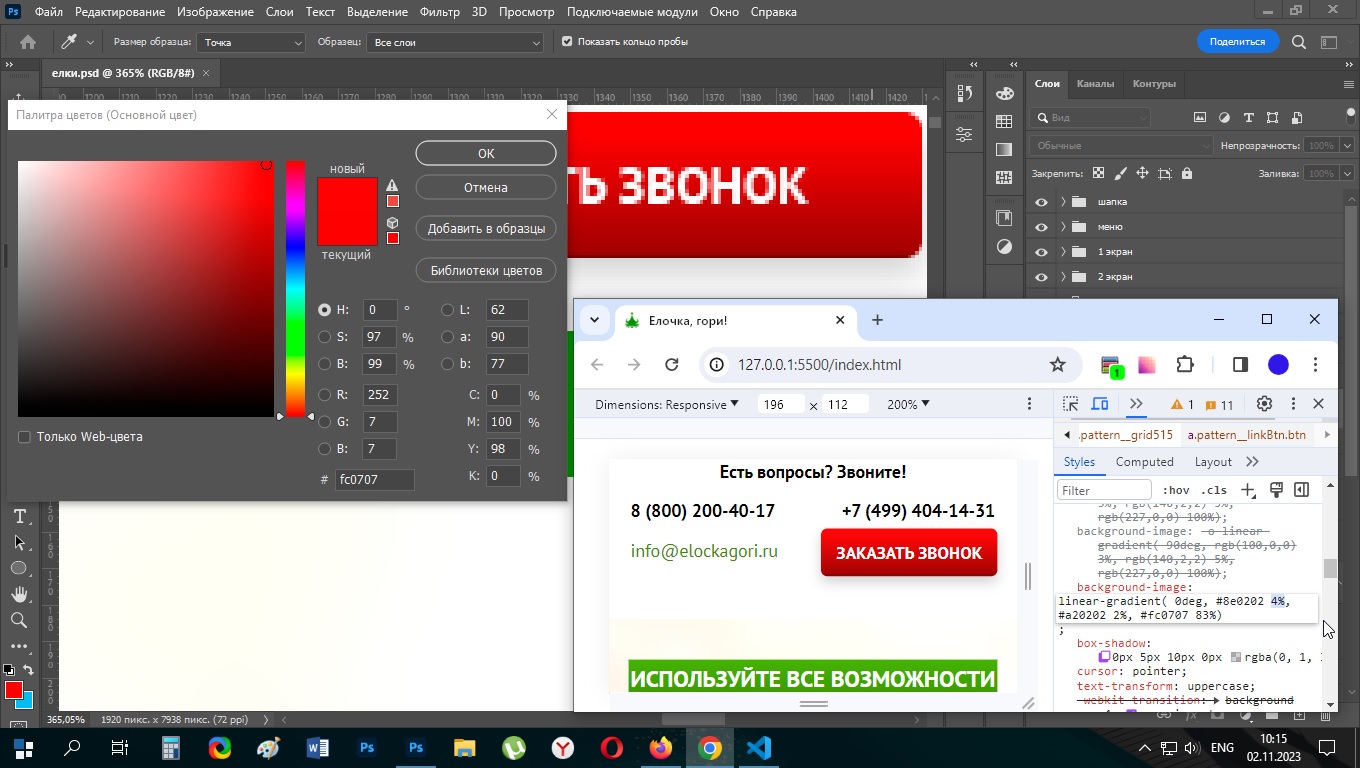 Ps Файл Редактирование Изображение Слои Текст Выделение Фильтр 3D Просмотр Подключаемые модули Окно Справка
Размер образца: Точка Образец: Все слои Показать кольцо пробы Поделиться
елки.psd @ 365% (RGB/8#) ×
1200 1210 1220 1230 1240 1250 1260 1270 1280 1290 1300 1310 1320 1330 1340 1350 1360 1370 1380 1390 1400 1410 1420
Слои Каналы Контуры
Вид
Обычные Непрозрачность: 100%
Закрепить: Заливка: 100%
шапка
меню
1 экран
2 экран
Палитра цветов (Основной цвет)
новый
текущий
ОК
Отмена
Добавить в образцы
Библиотеки цветов
H: 0 °
S: 97 %
B: 99 %
R: 252
G: 7
B: 7
# fc0707
L: 62
a: 90
b: 77
C: 0 %
M: 100 %
Y: 98 %
K: 0 %
Только Web-цвета
ТЬ ЗВОНОК
365,05% 1920 пикс. x 7938 пикс. (72 ppi)
Елочка, гори!
127.0.0.1:5500/index.html
1
Dimensions: Responsive 196 × 112 200%
1 11
Есть вопросы? Звоните!
8 (800) 200-40-17 +7 (499) 404-14-31
info@elockagori.ru ЗАКАЗАТЬ ЗВОНОК
ИСПОЛЬЗУЙТЕ ВСЕ ВОЗМОЖНОСТИ
.pattern__grid515 a.pattern__linkBtn.btn
Styles Computed Layout
Filter :hov .cls
3%, rgb(140,2,2) 5%,
rgb(227,0,0) 100%);
background-image: -o-linear-
gradient( 90deg, rgb(100,0,0)
3%, rgb(140,2,2) 5%,
rgb(227,0,0) 100%);
background-image:
linear-gradient( 0deg, #8e0202 4%,
#a20202 2%, #fc0707 83%)
;
box-shadow:
0px 5px 10px 0px rgba(0, 1, 
cursor: pointer;
text-transform: uppercase;
-webkit-transition: background
ENG 10:15
02.11.2023